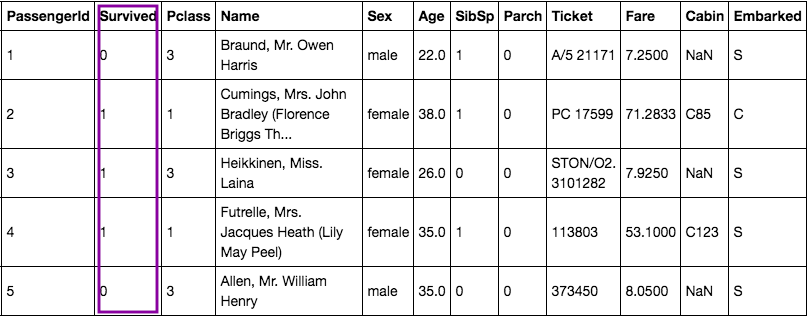 PassengerId Survived Pclass Name Sex Age SibSp Parch Ticket Fare Cabin Embarked
1 0 3 Braund, Mr. Owen Harris male 22.0 1 0 A/5 21171 7.2500 NaN S
2 1 1 Cumings, Mrs. John Bradley (Florence Briggs Th... female 38.0 1 0 PC 17599 71.2833 C85 C
3 1 3 Heikkinen, Miss. Laina female 26.0 0 0 STON/O2. 3101282 7.9250 NaN S
4 1 1 Futrelle, Mrs. Jacques Heath (Lily May Peel) female 35.0 1 0 113803 53.1000 C123 S
5 0 3 Allen, Mr. William Henry male 35.0 0 0 373450 8.0500 NaN S